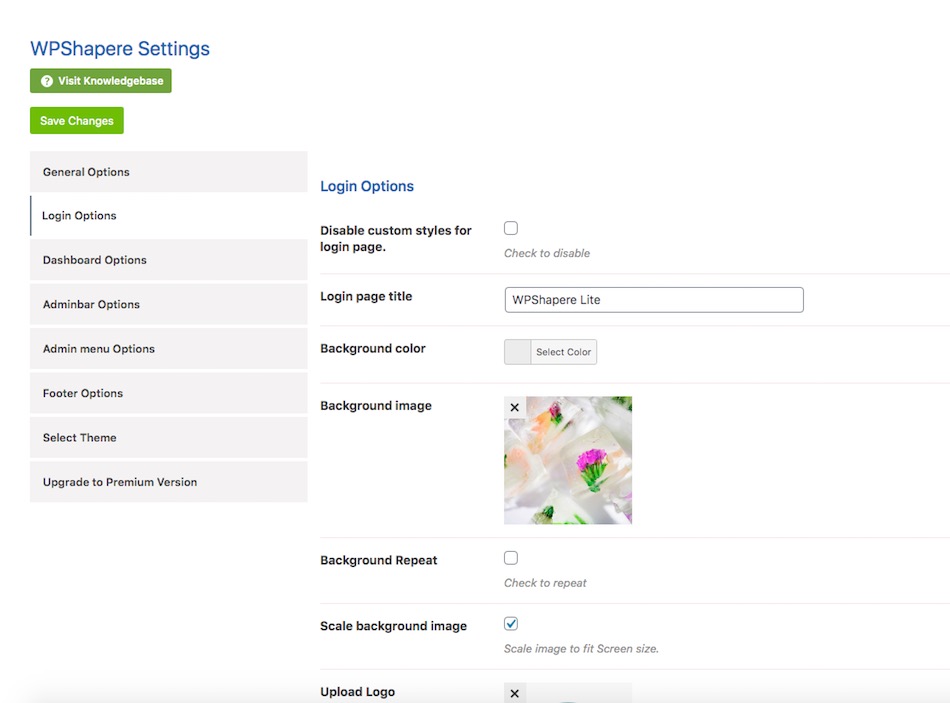 WPShapere Settings
Visit Knowledgebase
Save Changes
General Options
Login Options
Dashboard Options
Adminbar Options
Admin menu Options
Footer Options
Select Theme
Upgrade to Premium Version
Login Options
Disable custom styles for
login page.
Check to disable
Login page title
WPShapere Lite
Background color
Select Color
Background image
Background Repeat
Check to repeat
Scale background image
Scale image to fit Screen size.
Upload Logo